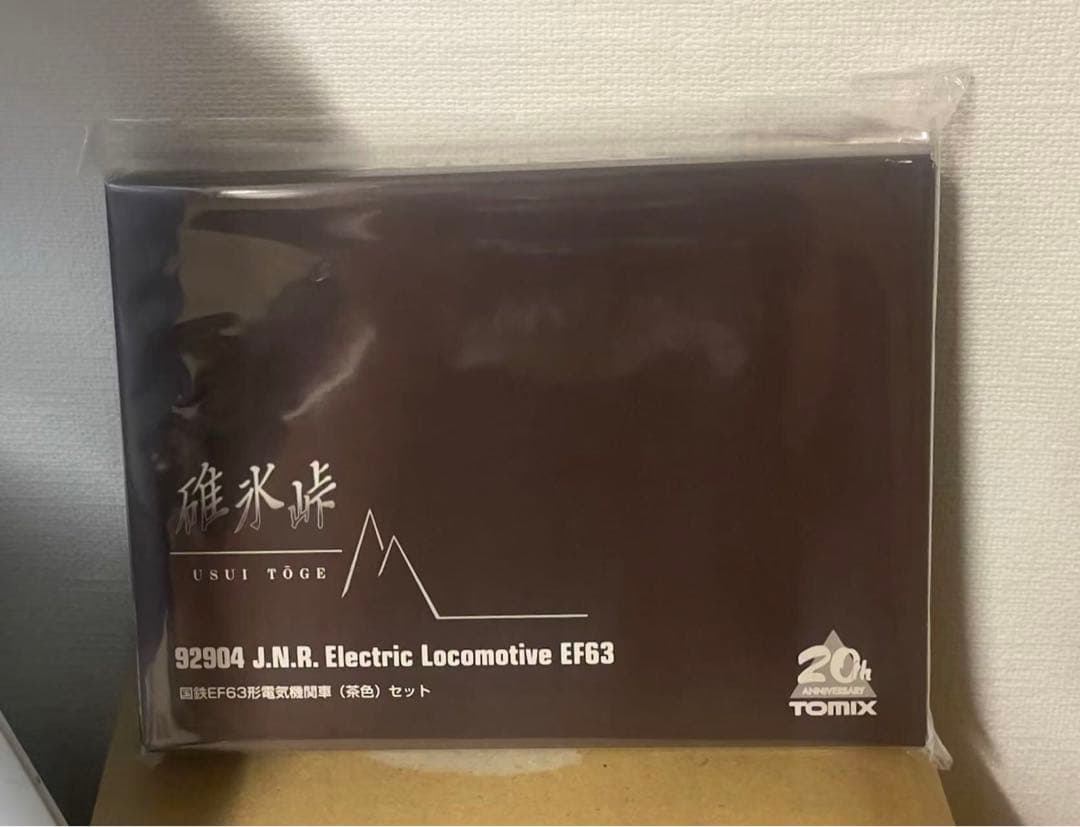 碓氷峠
USUI TŌGE
92904 J.N.R. Electric Locomotive EF63
国鉄EF63形電気機関車（茶色）セット
20th
ANNIVERSARY
TOMIX